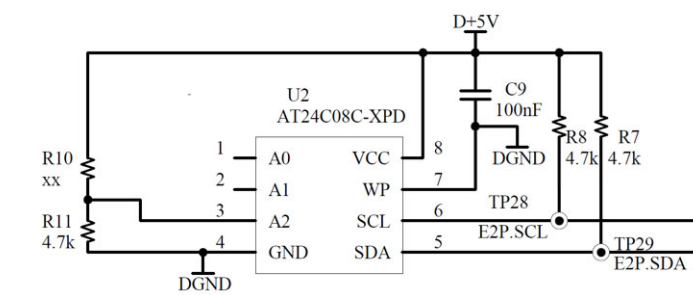 D+5V
U2
AT24C08C-XPD
C9
100nF
DGND
R8
4.7k
R7
4.7k
R10
xx
R11
4.7k
1
A0
VCC
8
2
A1
WP
7
3
A2
SCL
6
4
GND
SDA
5
DGND
TP28
E2P.SCL
TP29
E2P.SDA